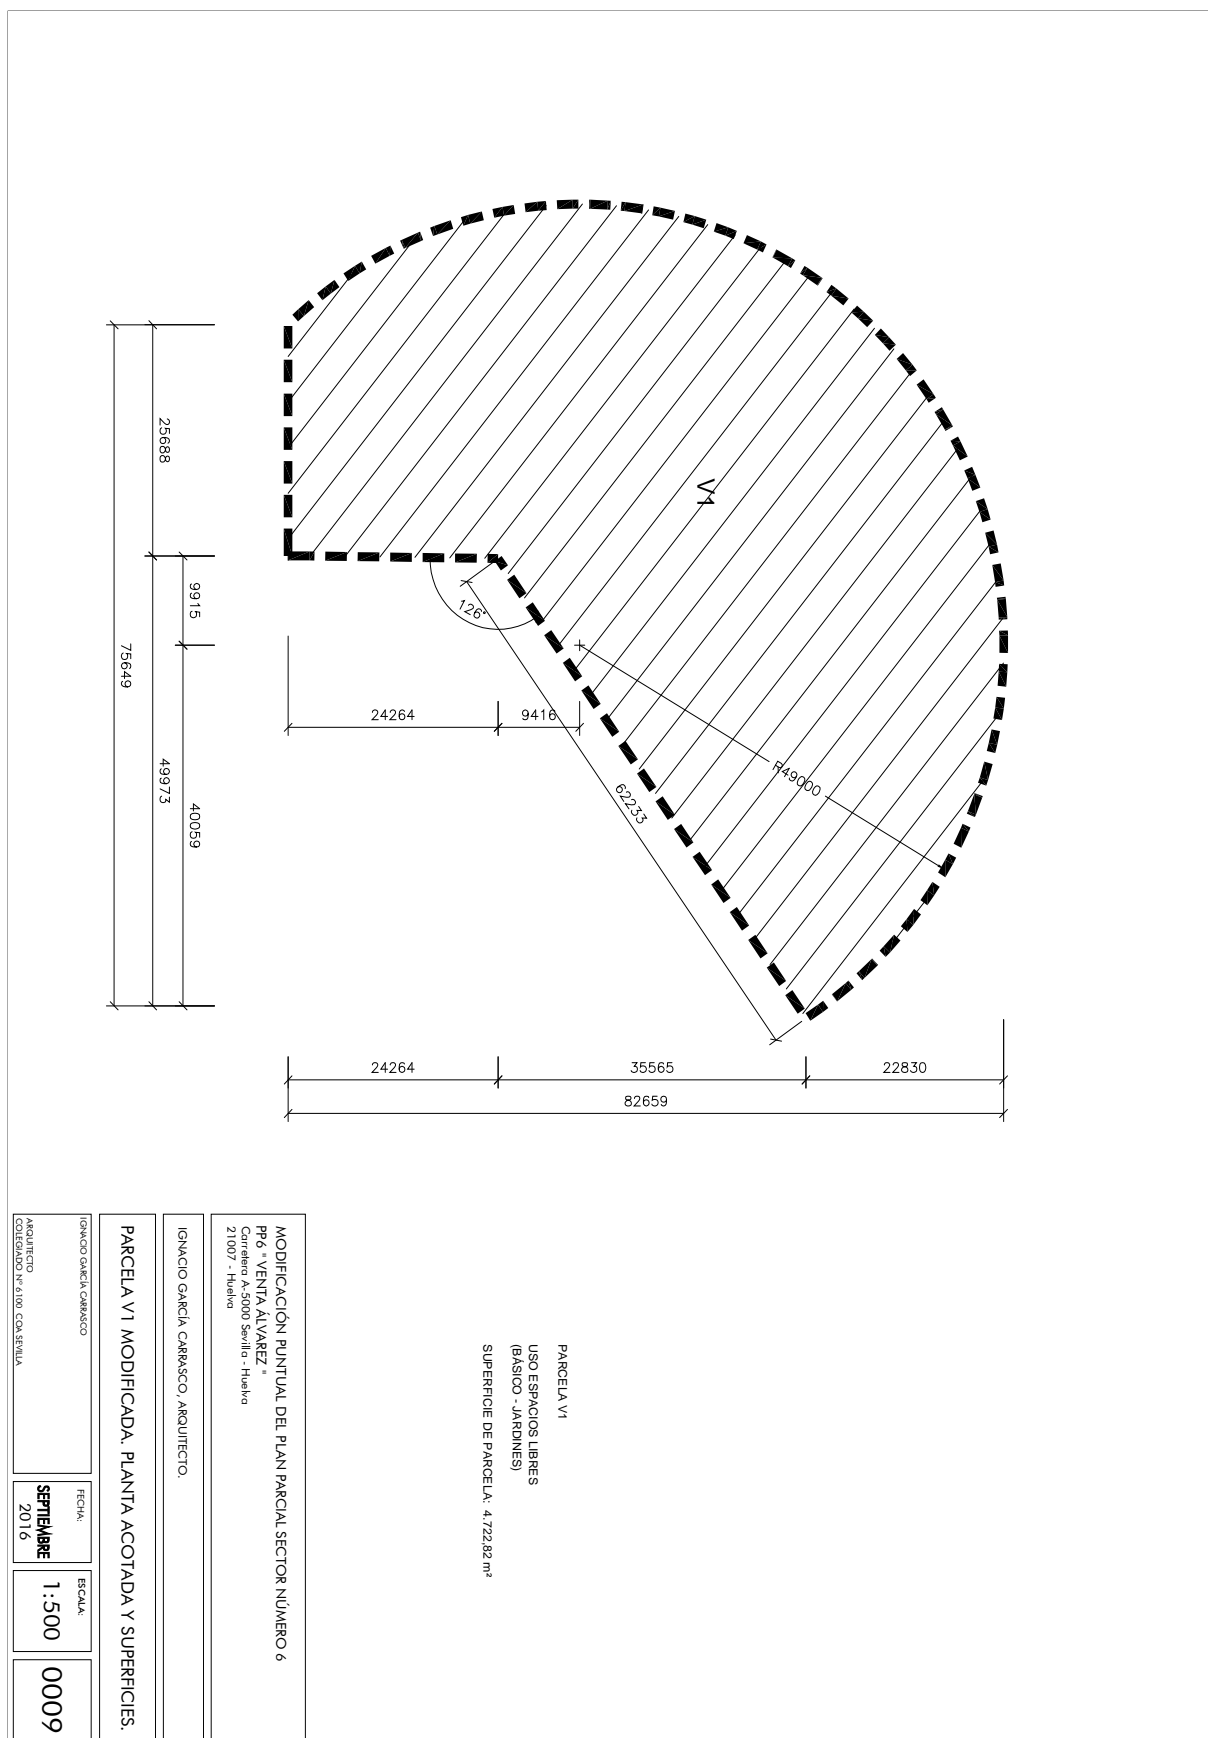 V1
25688
9915
75649
49973
40059
126°
24264
9416
R49000
62233
24264
35565
22830
82659
PARCELA V1
USO ESPACIOS LIBRES
(BÁSICO - JARDINES)
SUPERFICIE DE PARCELA: 4.722,82 m²
MODIFICACIÓN PUNTUAL DEL PLAN PARCIAL SECTOR NÚMERO 6
PP6 " VENTA ÁLVAREZ "
Carretera A-5000 Sevilla - Huelva
21007 - Huelva
IGNACIO GARCÍA CARRASCO, ARQUITECTO.
PARCELA V1 MODIFICADA. PLANTA ACOTADA Y SUPERFICIES.
IGNACIO GARCÍA CARRASCO
ARQUITECTO
COLEGIADO Nº 6100 COA SEVILLA
FECHA:
SEPTIEMBRE
2016
ESCALA:
1:500
0009